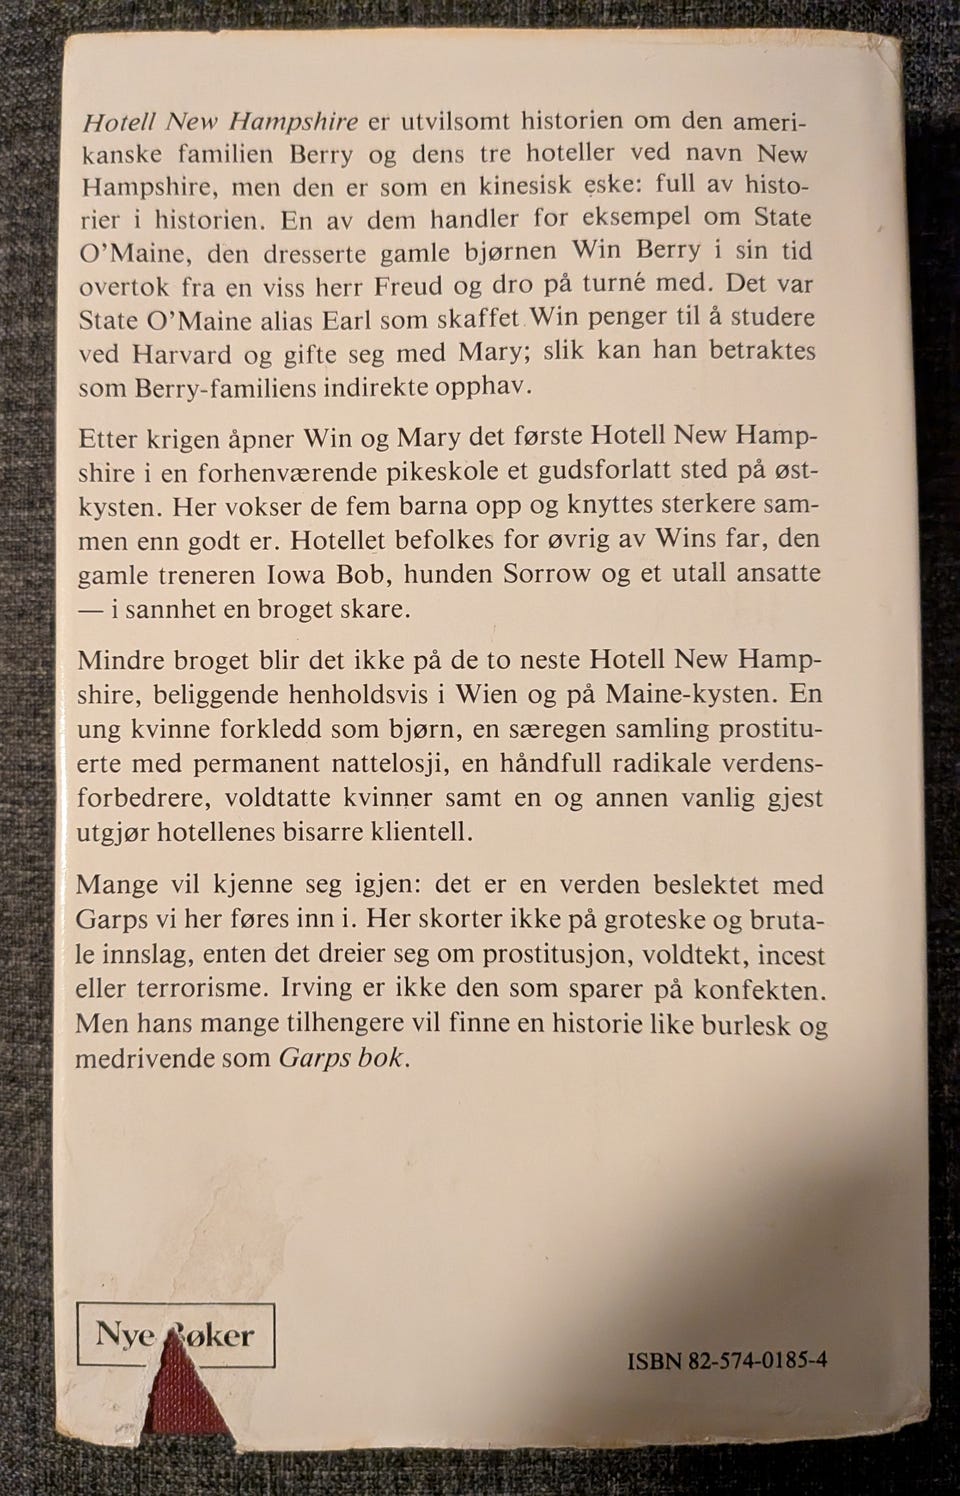 Hotell New Hampshire er utvilsomt historien om den ameri-
kanske familien Berry og dens tre hoteller ved navn New
Hampshire, men den er som en kinesisk eske: full av histo-
rier i historien. En av dem handler for eksempel om State
O'Maine, den dresserte gamle bjørnen Win Berry i sin tid
overtok fra en viss herr Freud og dro på turné med. Det var
State O'Maine alias Earl som skaffet Win penger til å studere
ved Harvard og gifte seg med Mary; slik kan han betraktes
som Berry-familiens indirekte opphav.
Etter krigen åpner Win og Mary det første Hotell New Hamp-
shire i en forhenværende pikeskole et gudsforlatt sted på øst-
kysten. Her vokser de fem barna opp og knyttes sterkere sam-
men enn godt er. Hotellet befolkes for øvrig av Wins far, den
gamle treneren Iowa Bob, hunden Sorrow og et utall ansatte
— i sannhet en broget skare.
Mindre broget blir det ikke på de to neste Hotell New Hamp-
shire, beliggende henholdsvis i Wien og på Maine-kysten. En
ung kvinne forkledd som bjørn, en særegen samling prostitu-
erte med permanent nattelosji, en håndfull radikale verdens-
forbedrere, voldtatte kvinner samt en og annen vanlig gjest
utgjør hotellenes bisarre klientell.
Mange vil kjenne seg igjen: det er en verden beslektet med
Garps vi her føres inn i. Her skorter ikke på groteske og bruta-
le innslag, enten det dreier seg om prostitusjon, voldtekt, incest
eller terrorisme. Irving er ikke den som sparer på konfekten.
Men hans mange tilhengere vil finne en historie like burlesk og
medrivende som Garps bok.
Nye Bøker
ISBN 82-574-0185-4